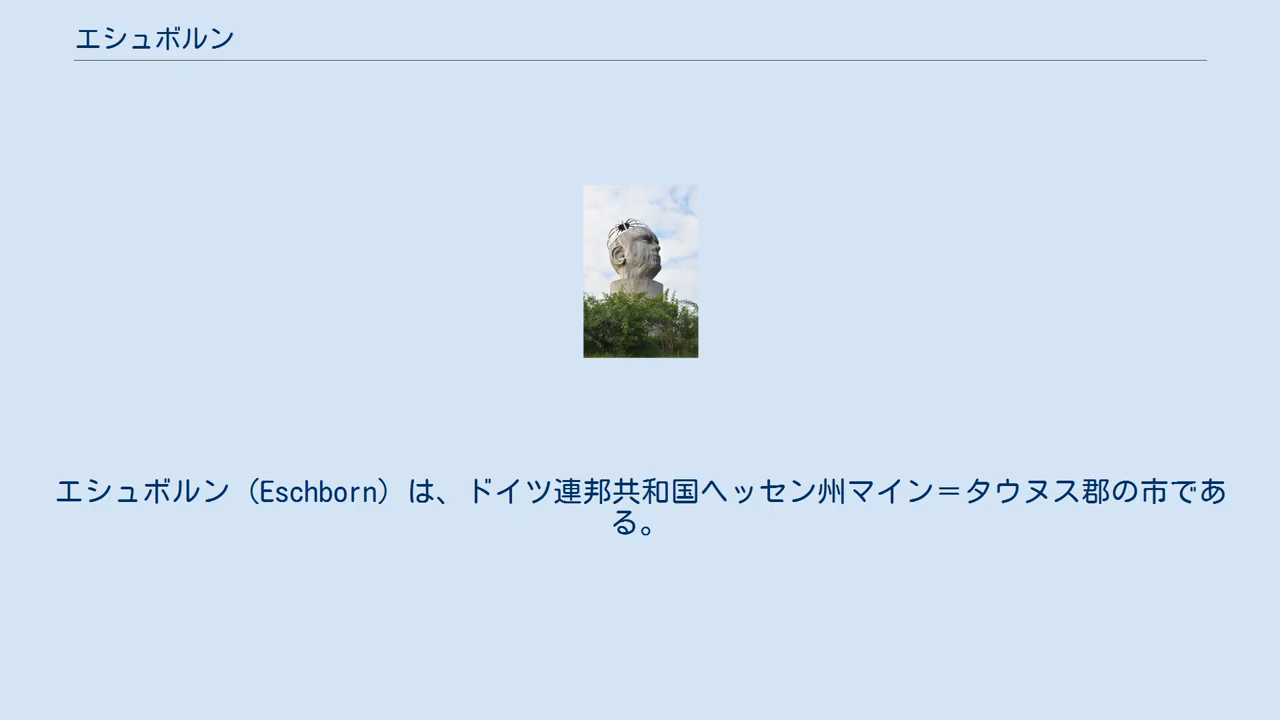 エシュボルン
エシュボルン（Eschborn）は、ドイツ連邦共和国ヘッセン州マイン＝タウヌス郡の市であ
る。